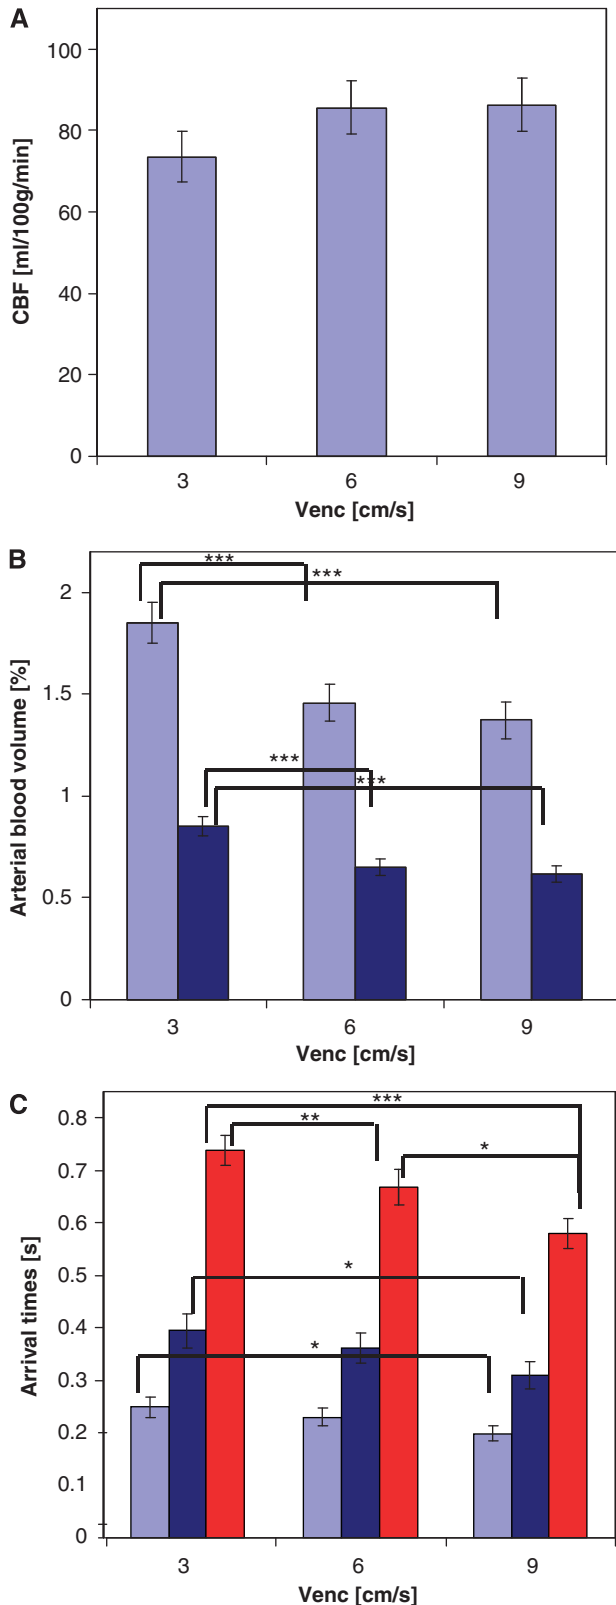 A
CBF [ml/100g/min]
100
80
60
40
20
0
3 6 9
Venc [cm/s]
B
Arterial blood volume [%]
2
1.5
1
0.5
0
***
***
***
***
3 6 9
Venc [cm/s]
C
Arrival times [s]
0.8
0.7
0.6
0.5
0.4
0.3
0.2
0.1
0
***
**
*
*
*
3 6 9
Venc [cm/s]